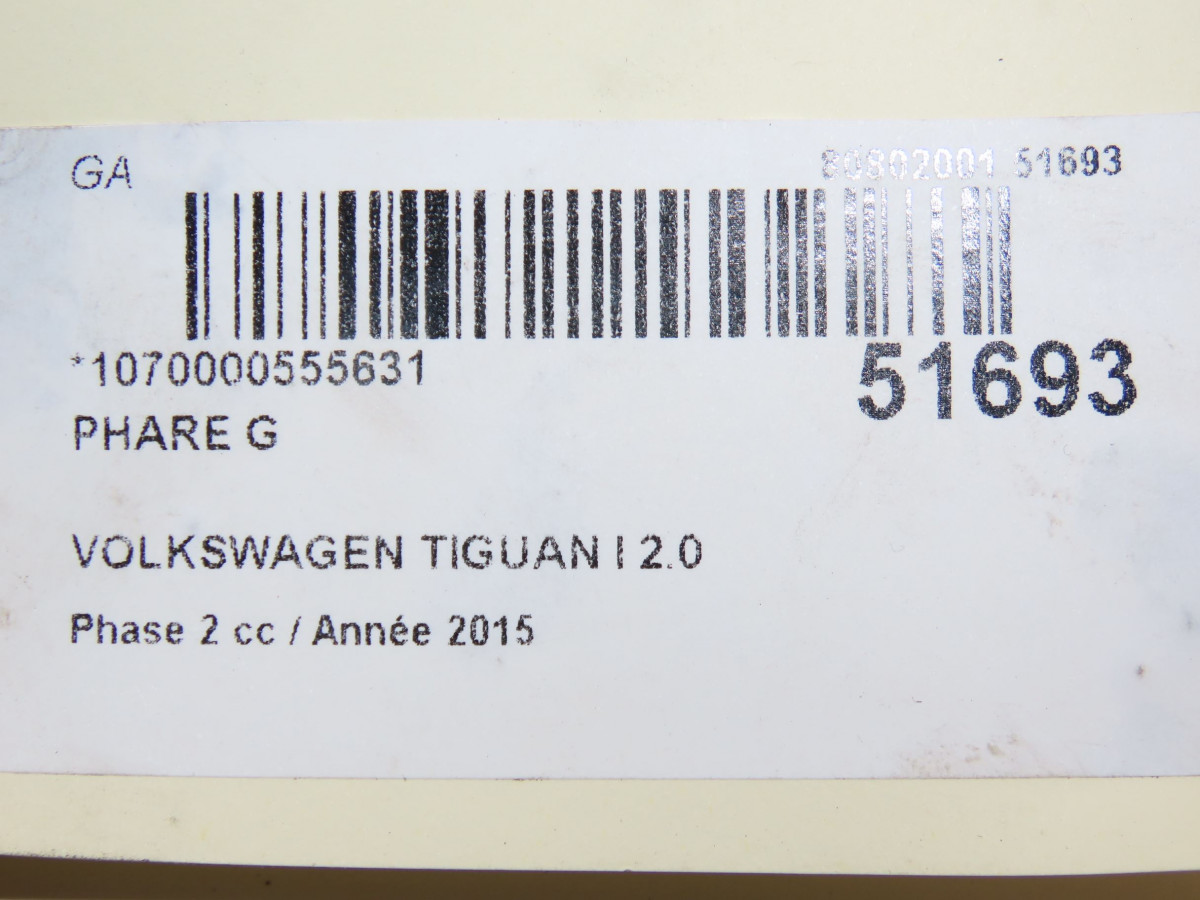 GA
80802001 51693
*1070000555631
51693
PHARE G
VOLKSWAGEN TIGUAN I 2.0
Phase 2 cc / Année 2015